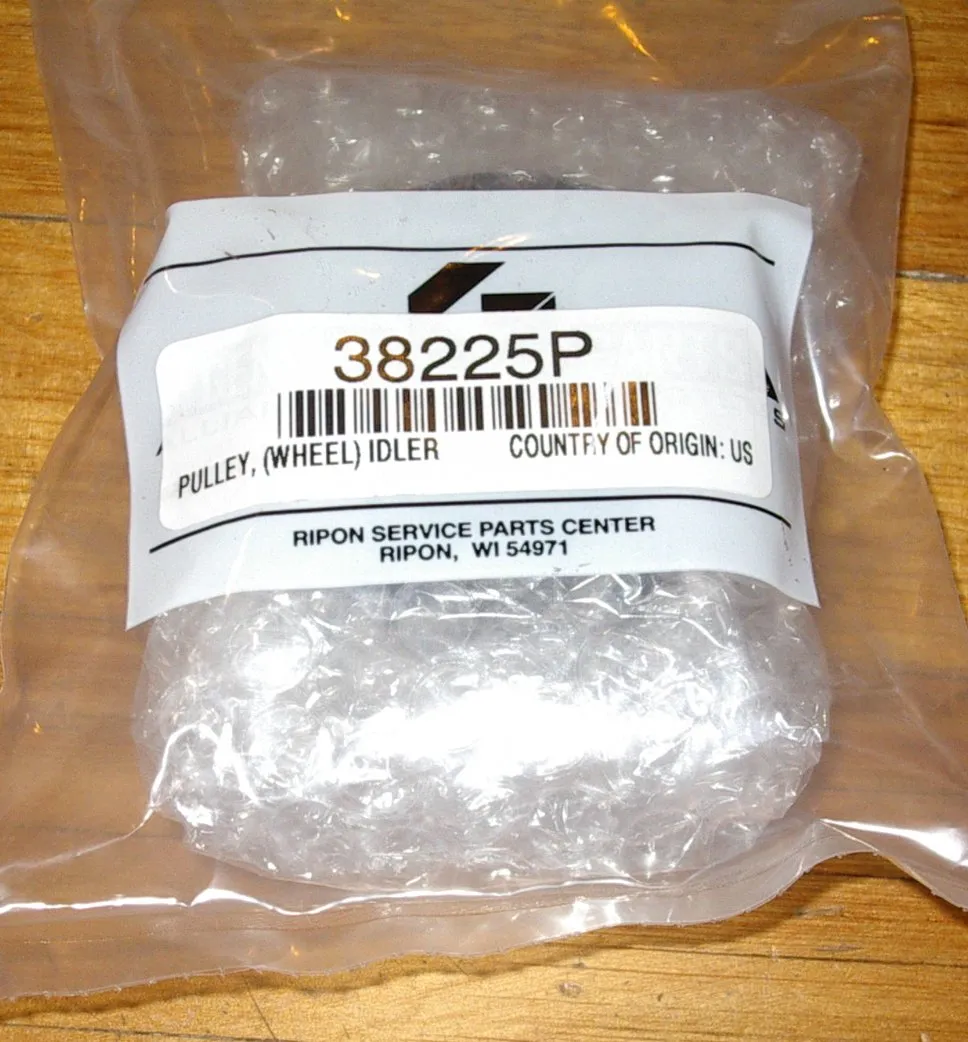 38225P
PULLEY, (WHEEL) IDLER COUNTRY OF ORIGIN: US
RIPON SERVICE PARTS CENTER
RIPON, WI 54971